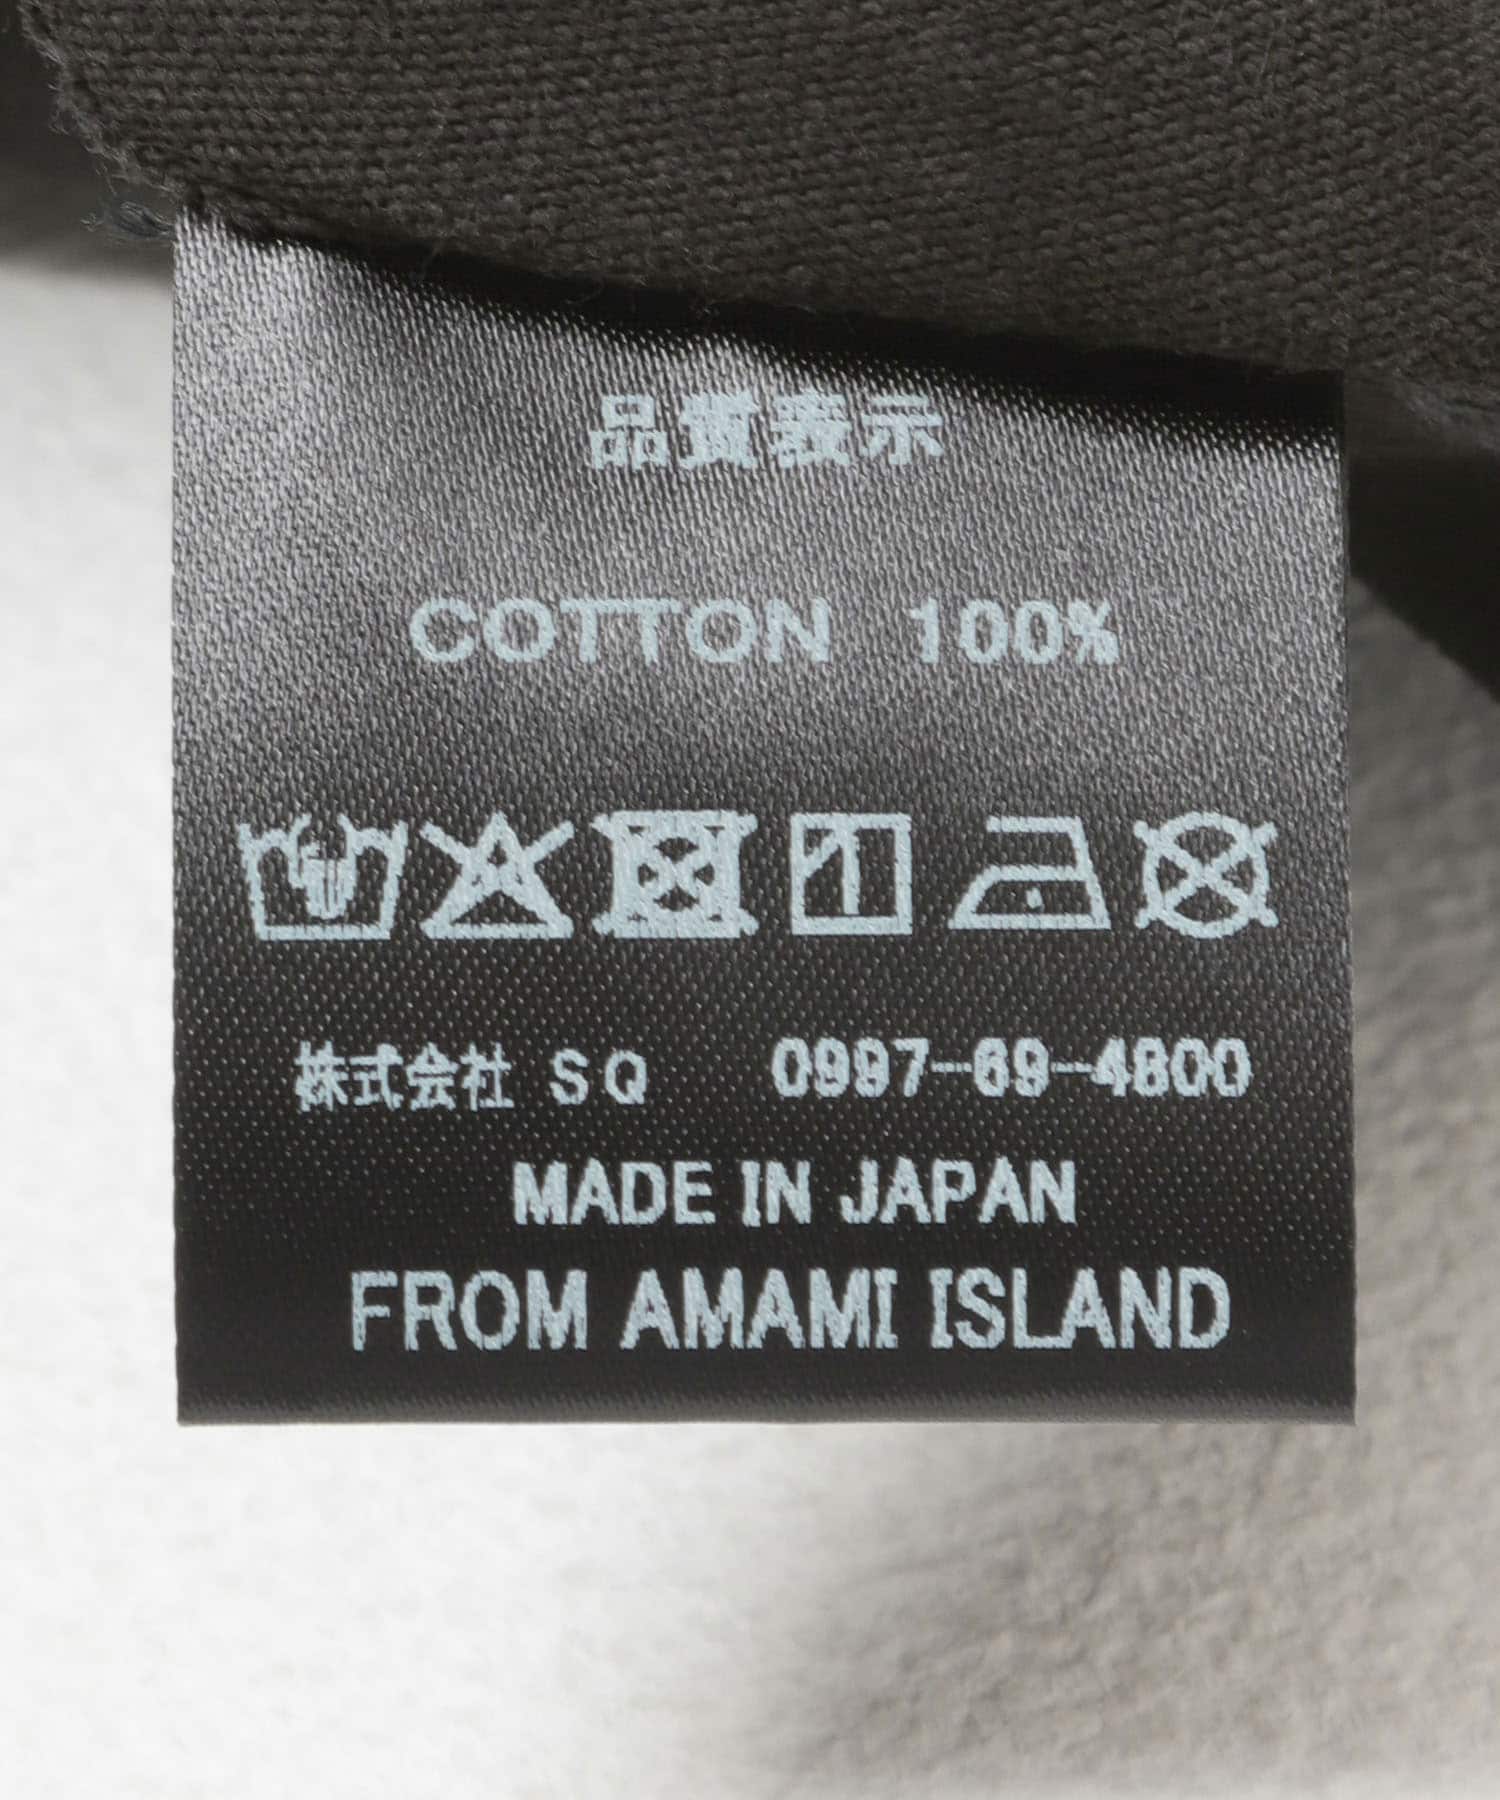 品質表示
COTTON 100%
株式会社 SQ 0997-69-4800
MADE IN JAPAN
FROM AMAMI ISLAND